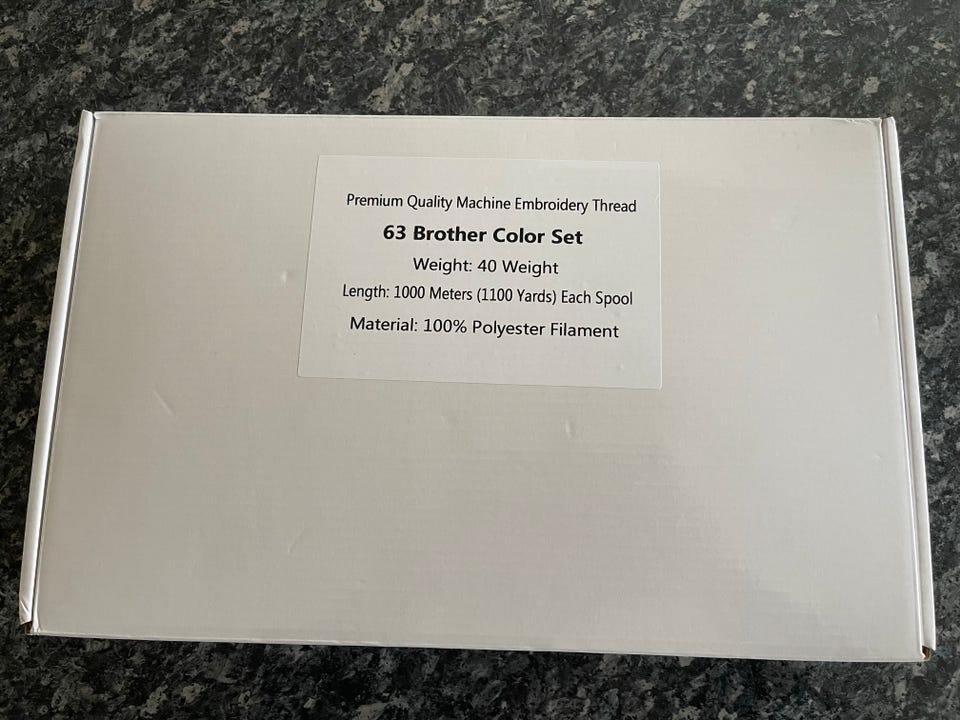 Premium Quality Machine Embroidery Thread
63 Brother Color Set
Weight: 40 Weight
Length: 1000 Meters (1100 Yards) Each Spool
Material: 100% Polyester Filament